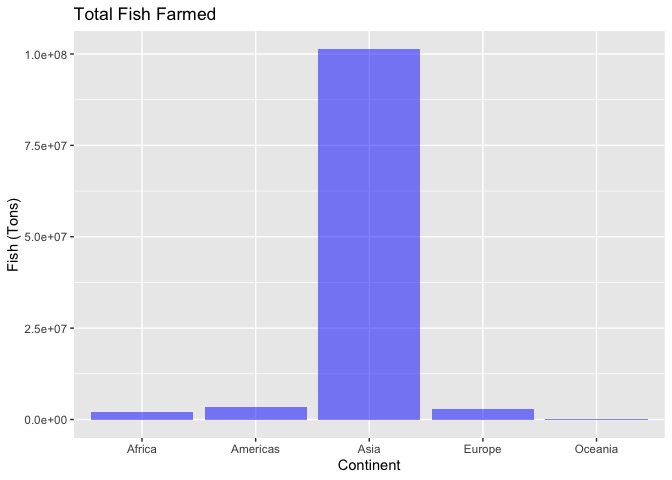 Total Fish Farmed
1.0e+08
7.5e+07
5.0e+07
2.5e+07
0.0e+00
Fish (Tons)
Africa Americas Asia Europe Oceania
Continent